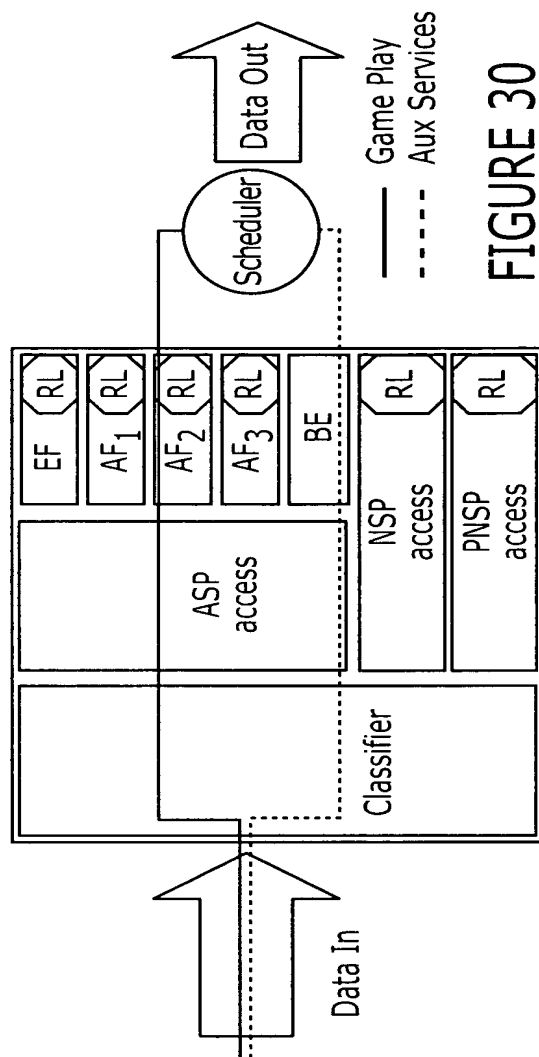 Data In
Classifier
ASP
access
NSP
access
PNSP
access
EF
RL
AF1
RL
AF2
RL
AF3
RL
BE
RL
RL
Scheduler
Data Out
Game Play
Aux Services
FIGURE 30